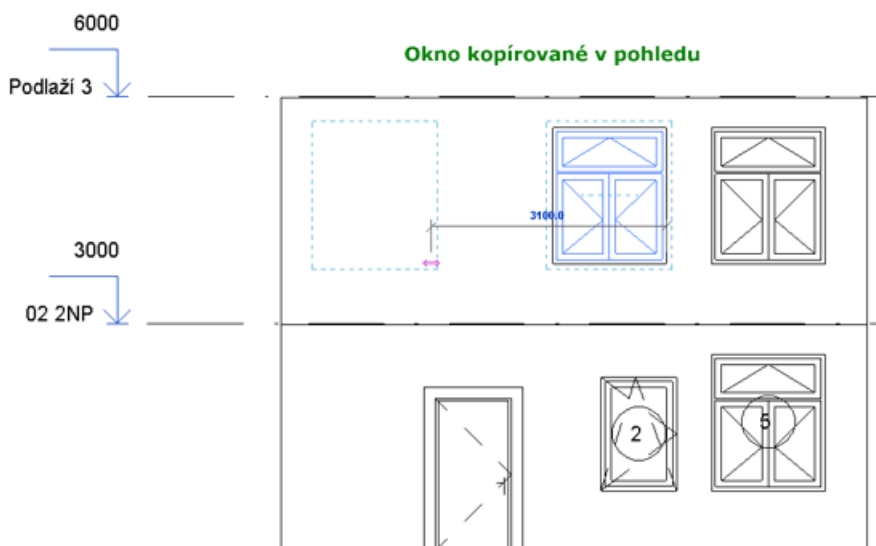 6000
Okno kopírované v pohledu
Podlaží 3
3100.0
3000
02 2NP
2
5